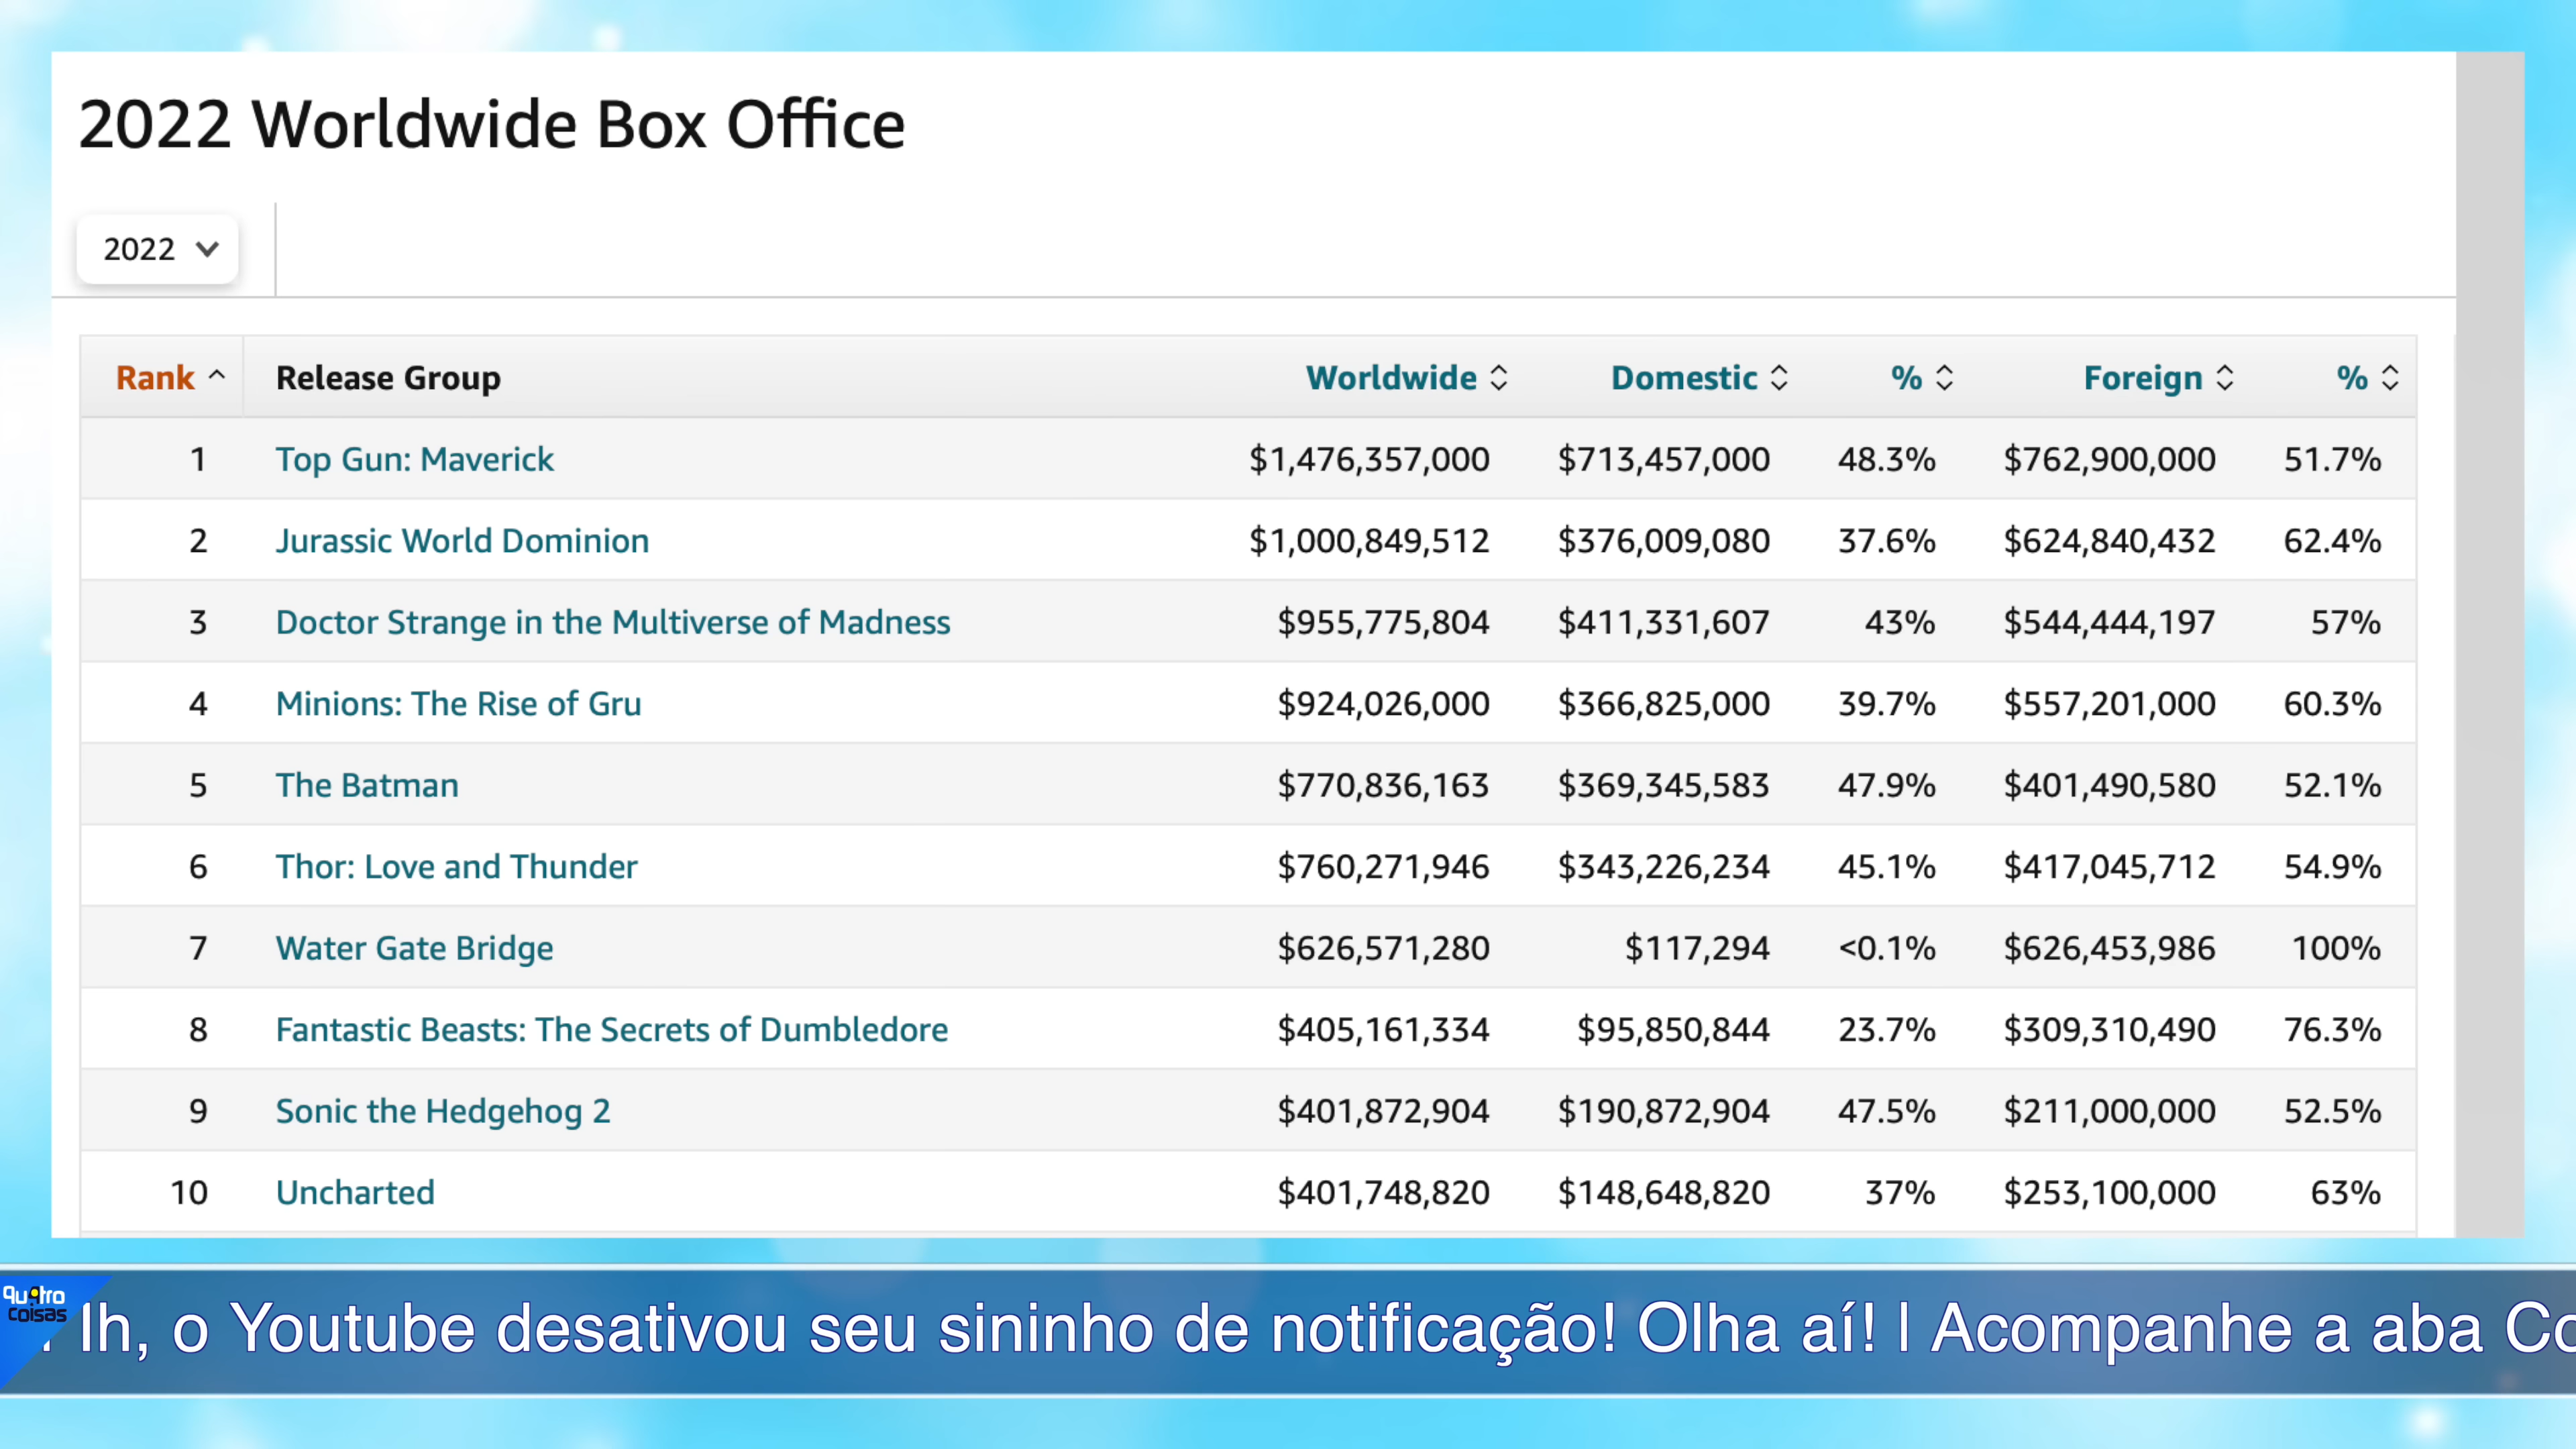 2022 Worldwide Box Office
2022
Rank Release Group Worldwide Domestic % Foreign %
1 Top Gun: Maverick $1,476,357,000 $713,457,000 48.3% $762,900,000 51.7%
2 Jurassic World Dominion $1,000,849,512 $376,009,080 37.6% $624,840,432 62.4%
3 Doctor Strange in the Multiverse of Madness $955,775,804 $411,331,607 43% $544,444,197 57%
4 Minions: The Rise of Gru $924,026,000 $366,825,000 39.7% $557,201,000 60.3%
5 The Batman $770,836,163 $369,345,583 47.9% $401,490,580 52.1%
6 Thor: Love and Thunder $760,271,946 $343,226,234 45.1% $417,045,712 54.9%
7 Water Gate Bridge $626,571,280 $117,294 <0.1% $626,453,986 100%
8 Fantastic Beasts: The Secrets of Dumbledore $405,161,334 $95,850,844 23.7% $309,310,490 76.3%
9 Sonic the Hedgehog 2 $401,872,904 $190,872,904 47.5% $211,000,000 52.5%
10 Uncharted $401,748,820 $148,648,820 37% $253,100,000 63%
quatro
coisas
Ih, o Youtube desativou seu sininho de notificação! Olha aí! | Acompanhe a aba